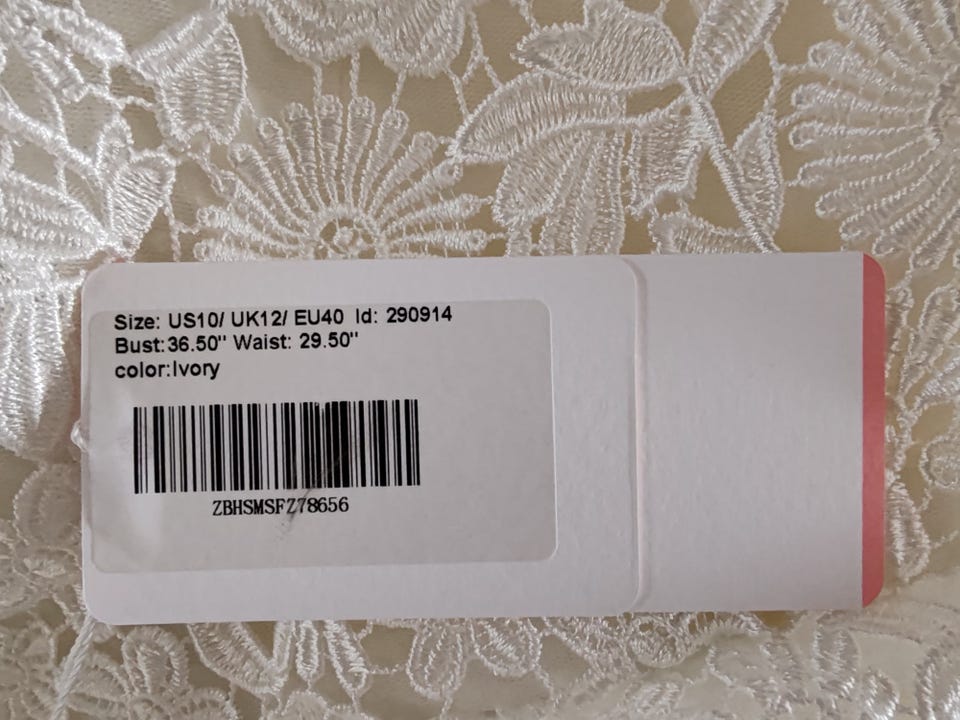 Size: US10/ UK12/ EU40 Id: 290914
Bust:36.50" Waist: 29.50"
color:Ivory
ZBHSMSFZ78656